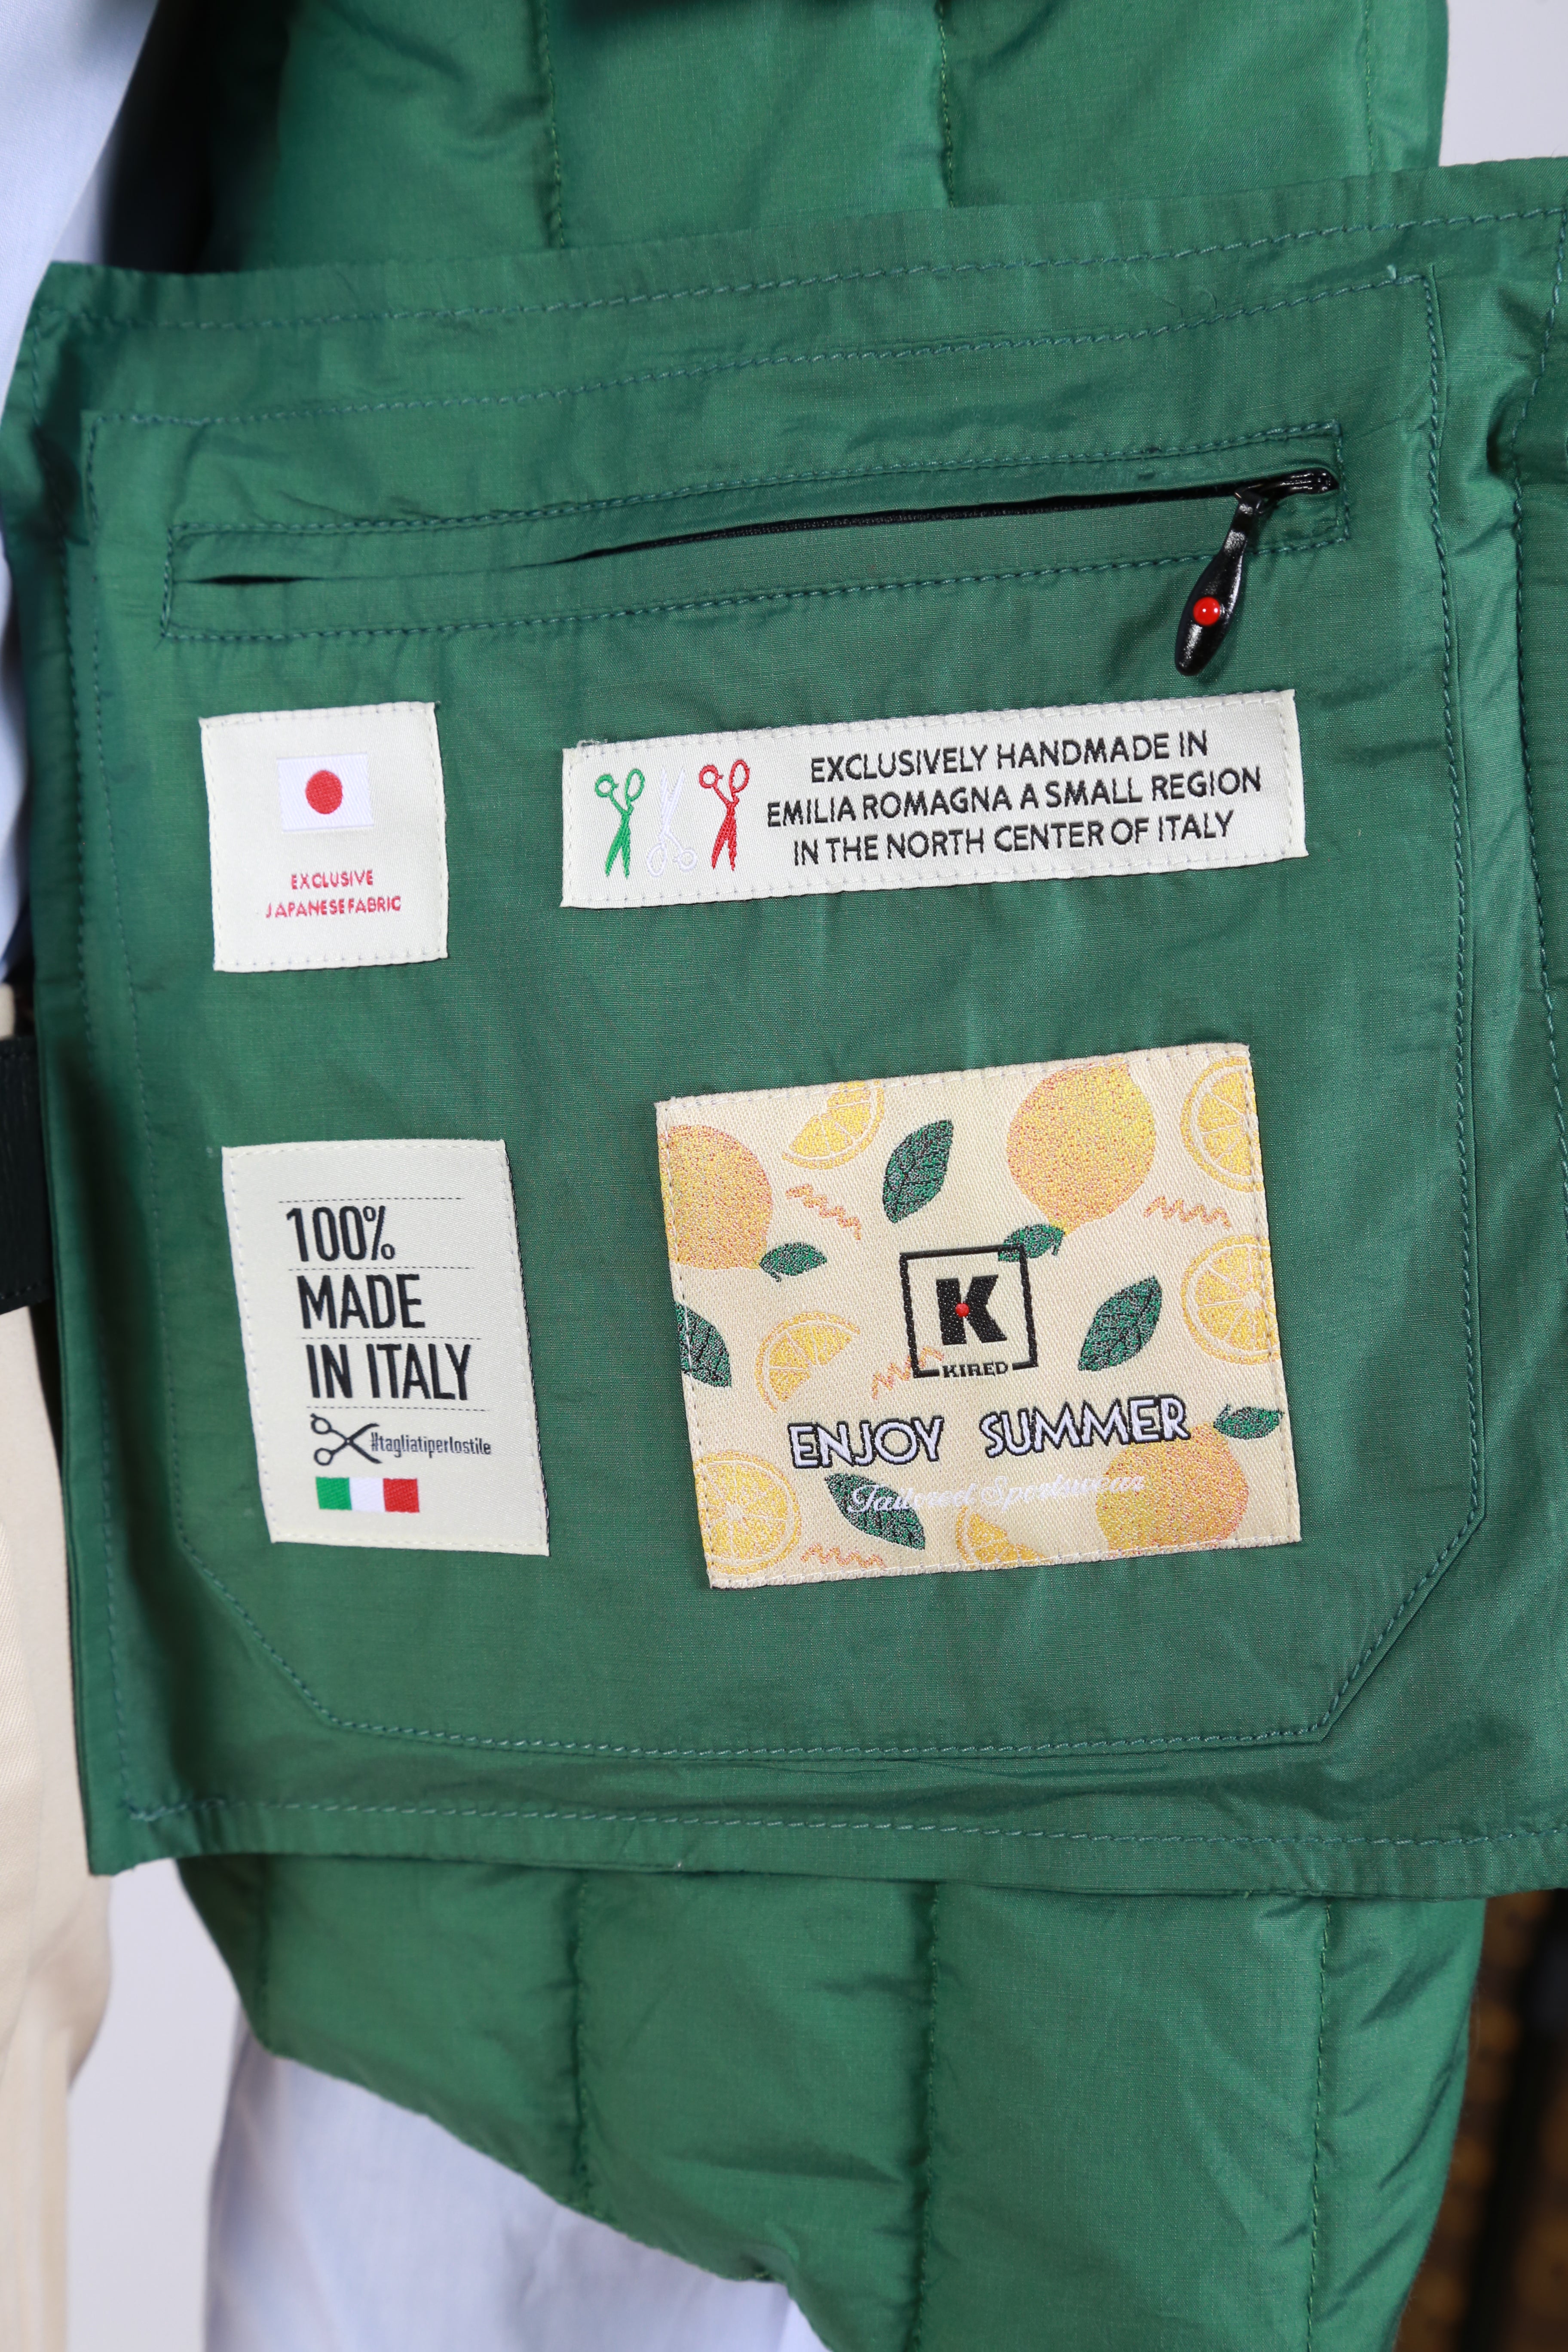 EXCLUSIVE
JAPANESE FABRIC
EXCLUSIVELY HANDMADE IN
EMILIA ROMAGNA A SMALL REGION
IN THE NORTH CENTER OF ITALY
100%
MADE
IN ITALY
#tagliatiperlostile
K
KIRED
ENJOY SUMMER
Tailored Sportswear